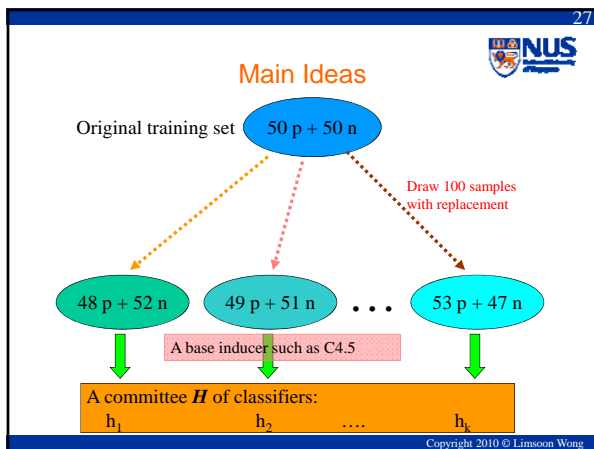 27
NUS
Main Ideas
Original training set
50 p + 50 n
Draw 100 samples
with replacement
48 p + 52 n
49 p + 51 n
• • •
53 p + 47 n
A base inducer such as C4.5
A committee H of classifiers:
h₁ h₂ .... hₖ
Copyright 2010 © Limsoon Wong